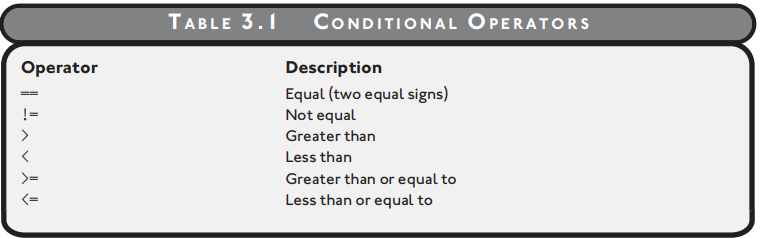 TABLE 3.1 CONDITIONAL OPERATORS
Operator Description
== Equal (two equal signs)
!= Not equal
> Greater than
< Less than
>= Greater than or equal to
<= Less than or equal to